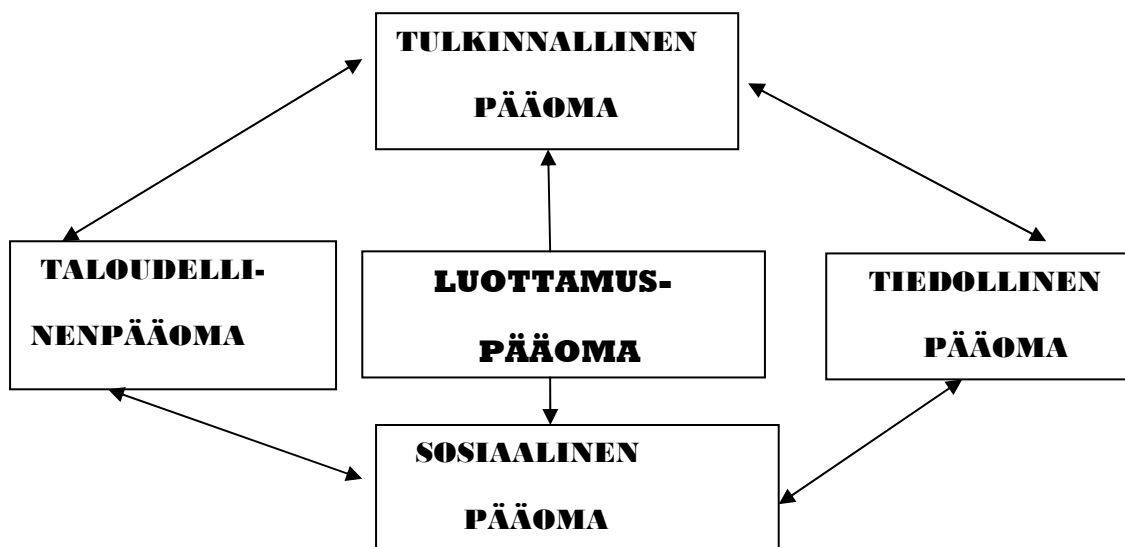 TULKINNALLINEN
PÄÄOMA
TALOUDELLI-
NENPÄÄOMA
LUOTTAMUS-
PÄÄOMA
TIEDOLLINEN
PÄÄOMA
SOSIAALINEN
PÄÄOMA